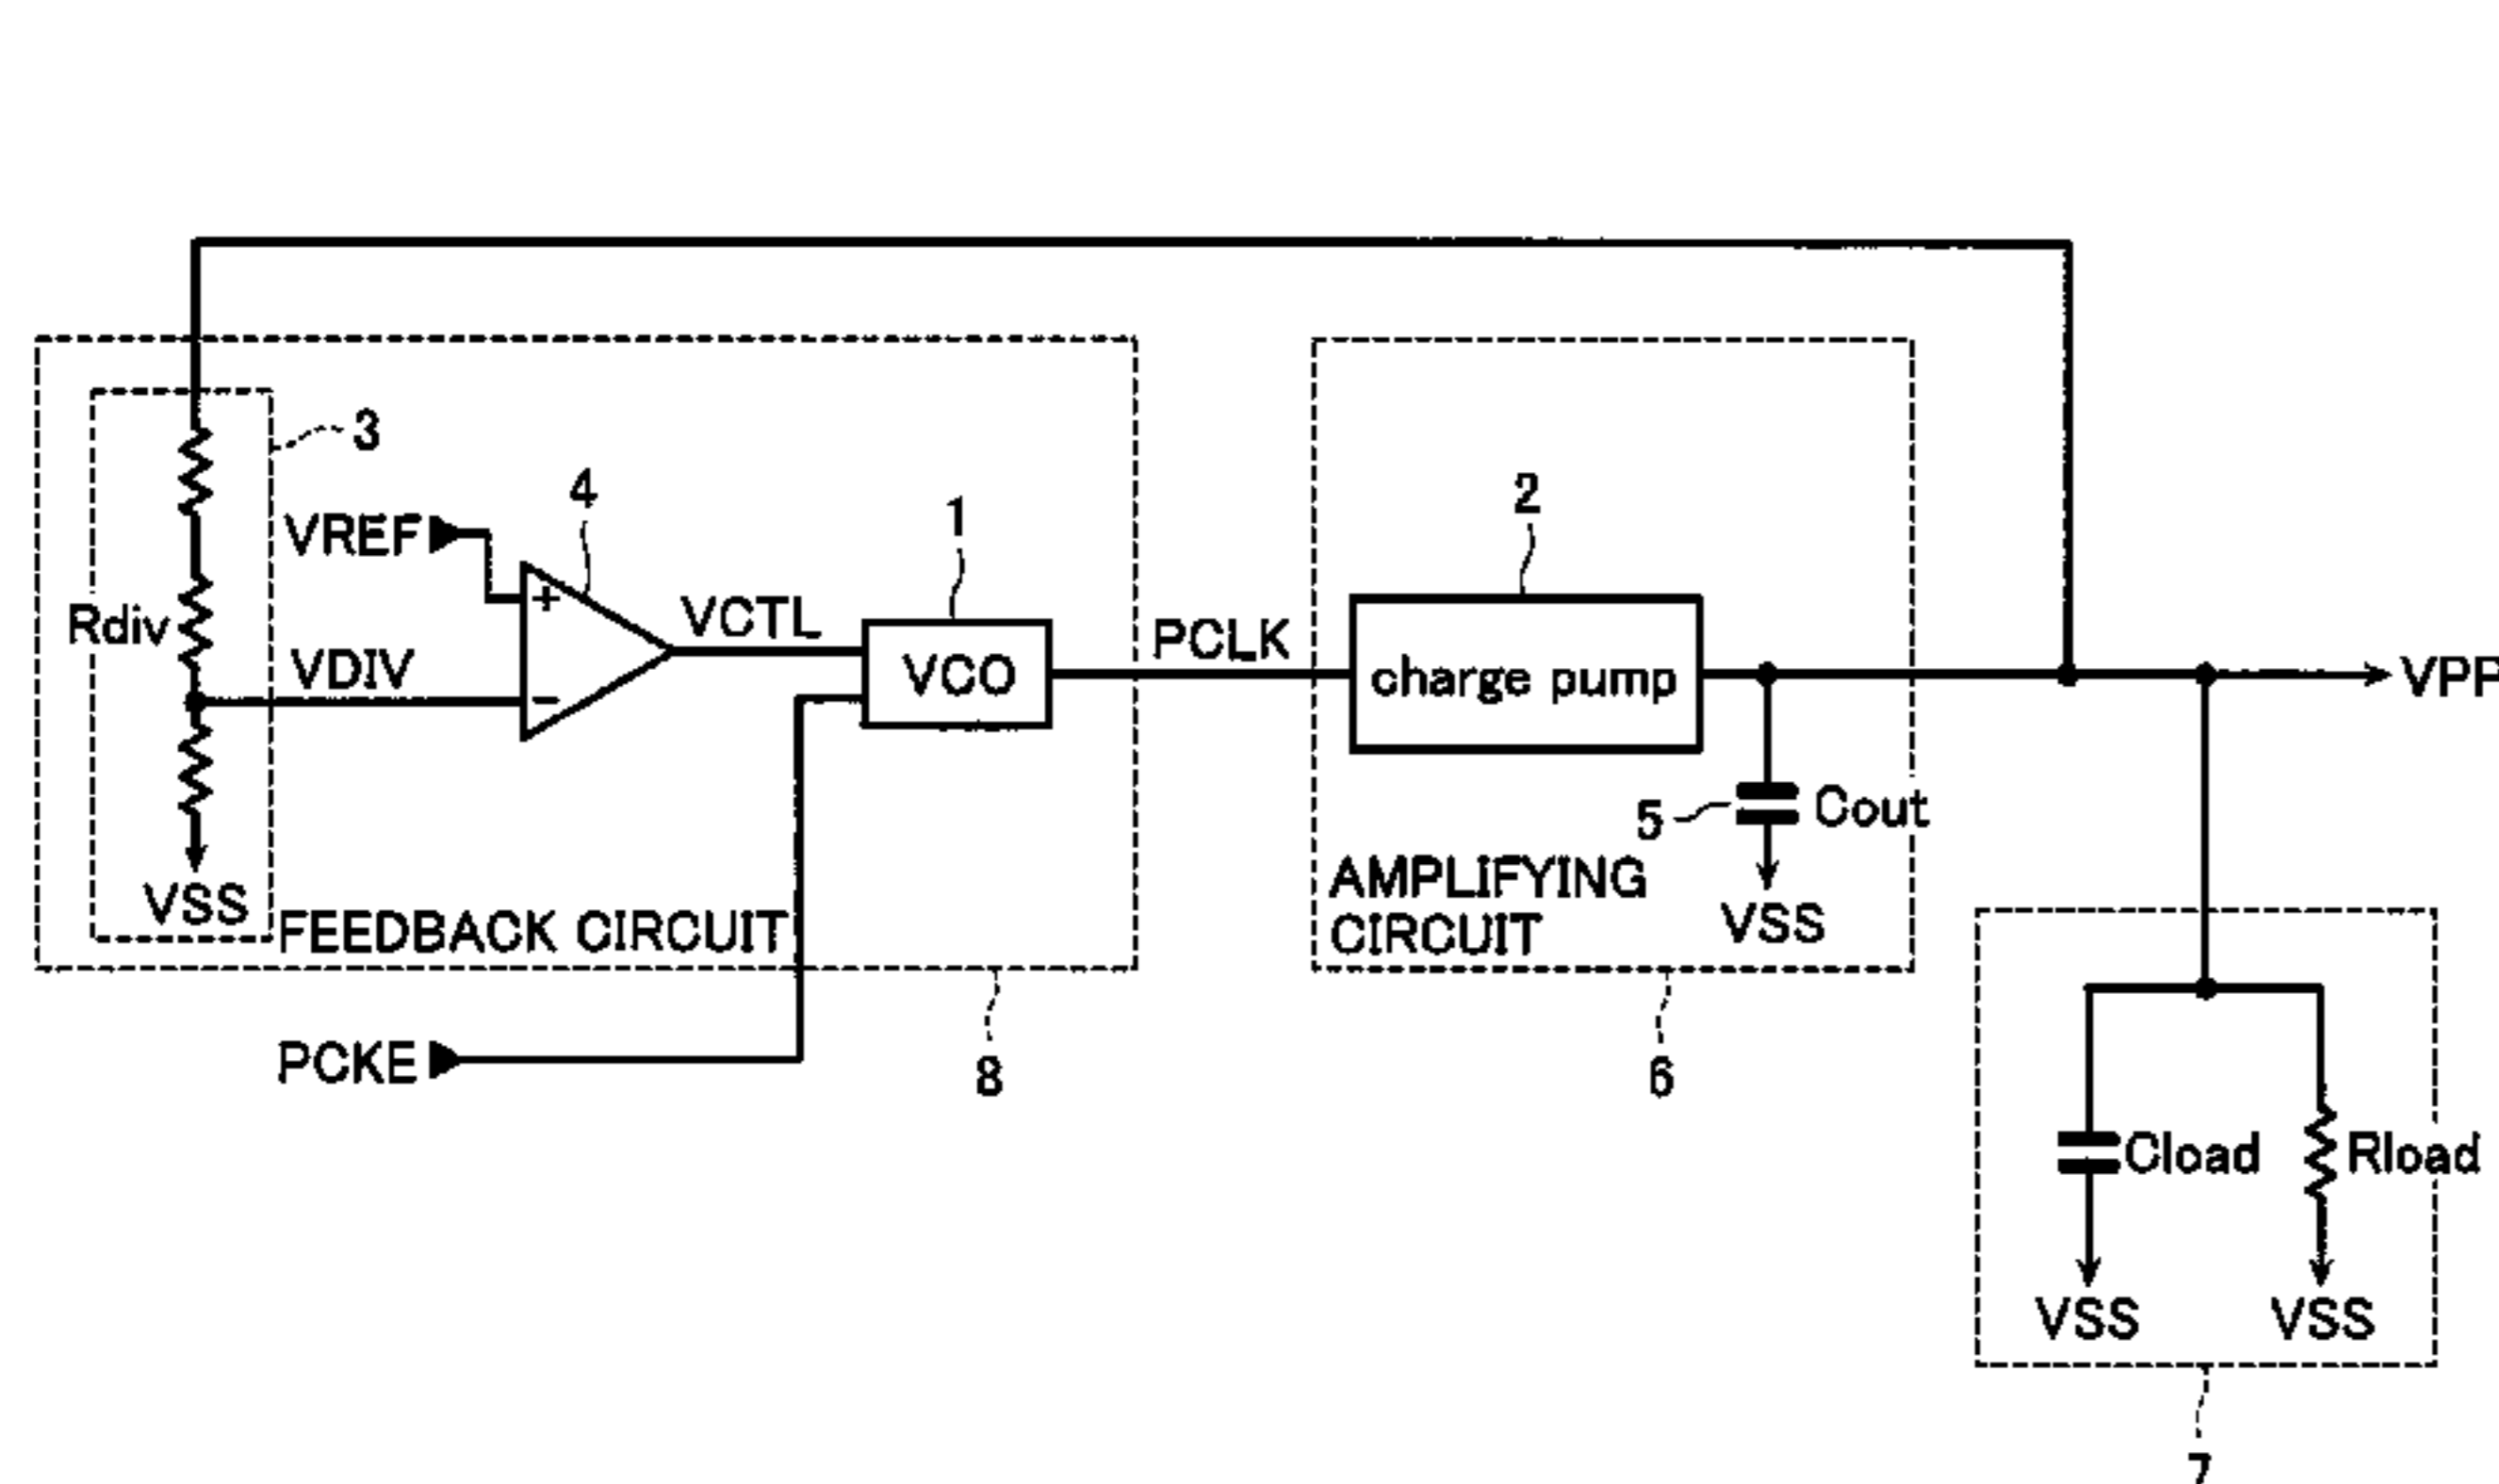 3
4
VREF
1
2
Rdiv
VCTL
PCLK
VDIV
VCO
charge pump
VPP
5
Cout
VSS
AMPLIFYING
CIRCUIT
VSS
FEEDBACK CIRCUIT
PCKE
8
6
Cload
Rload
VSS
VSS
7